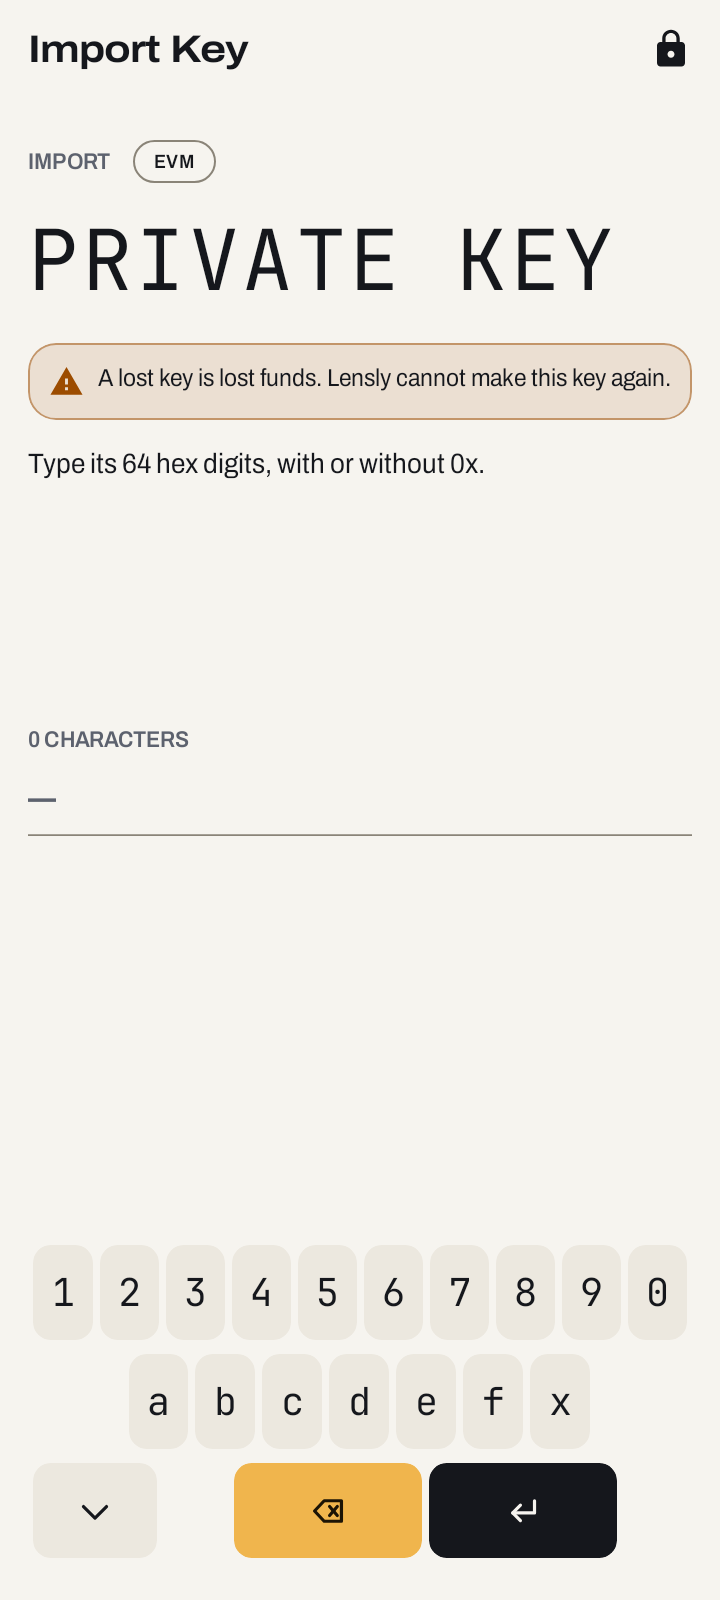 Import Key
IMPORT EVM
PRIVATE KEY
A lost key is lost funds. Lensly cannot make this key again.
Type its 64 hex digits, with or without 0x.
0 CHARACTERS
1 2 3 4 5 6 7 8 9 0
a b c d e f x